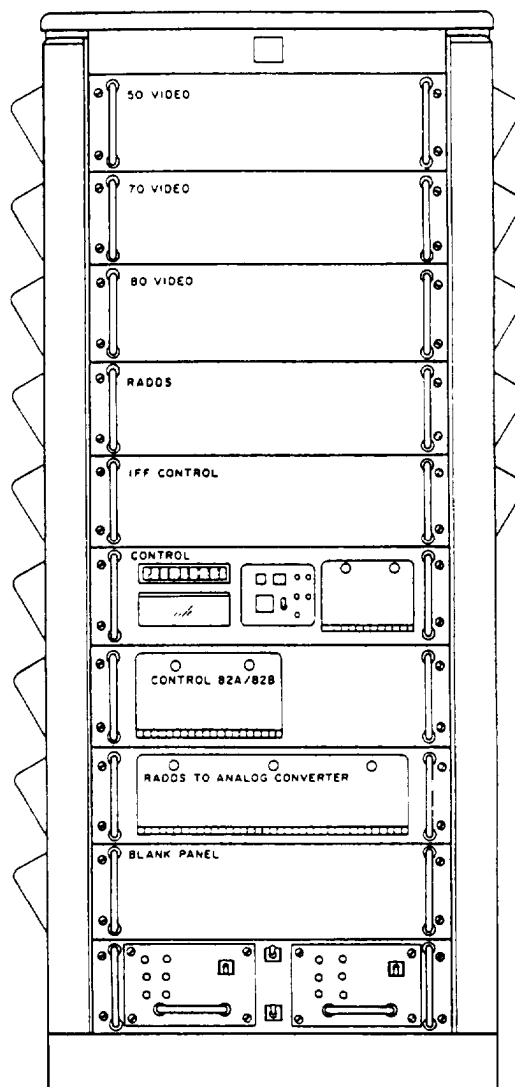 50 VIDEO
70 VIDEO
80 VIDEO
RADDS
IFF CONTROL
CONTROL
CONTROL 82A/82B
RADDS TO ANALOG CONVERTER
BLANK PANEL